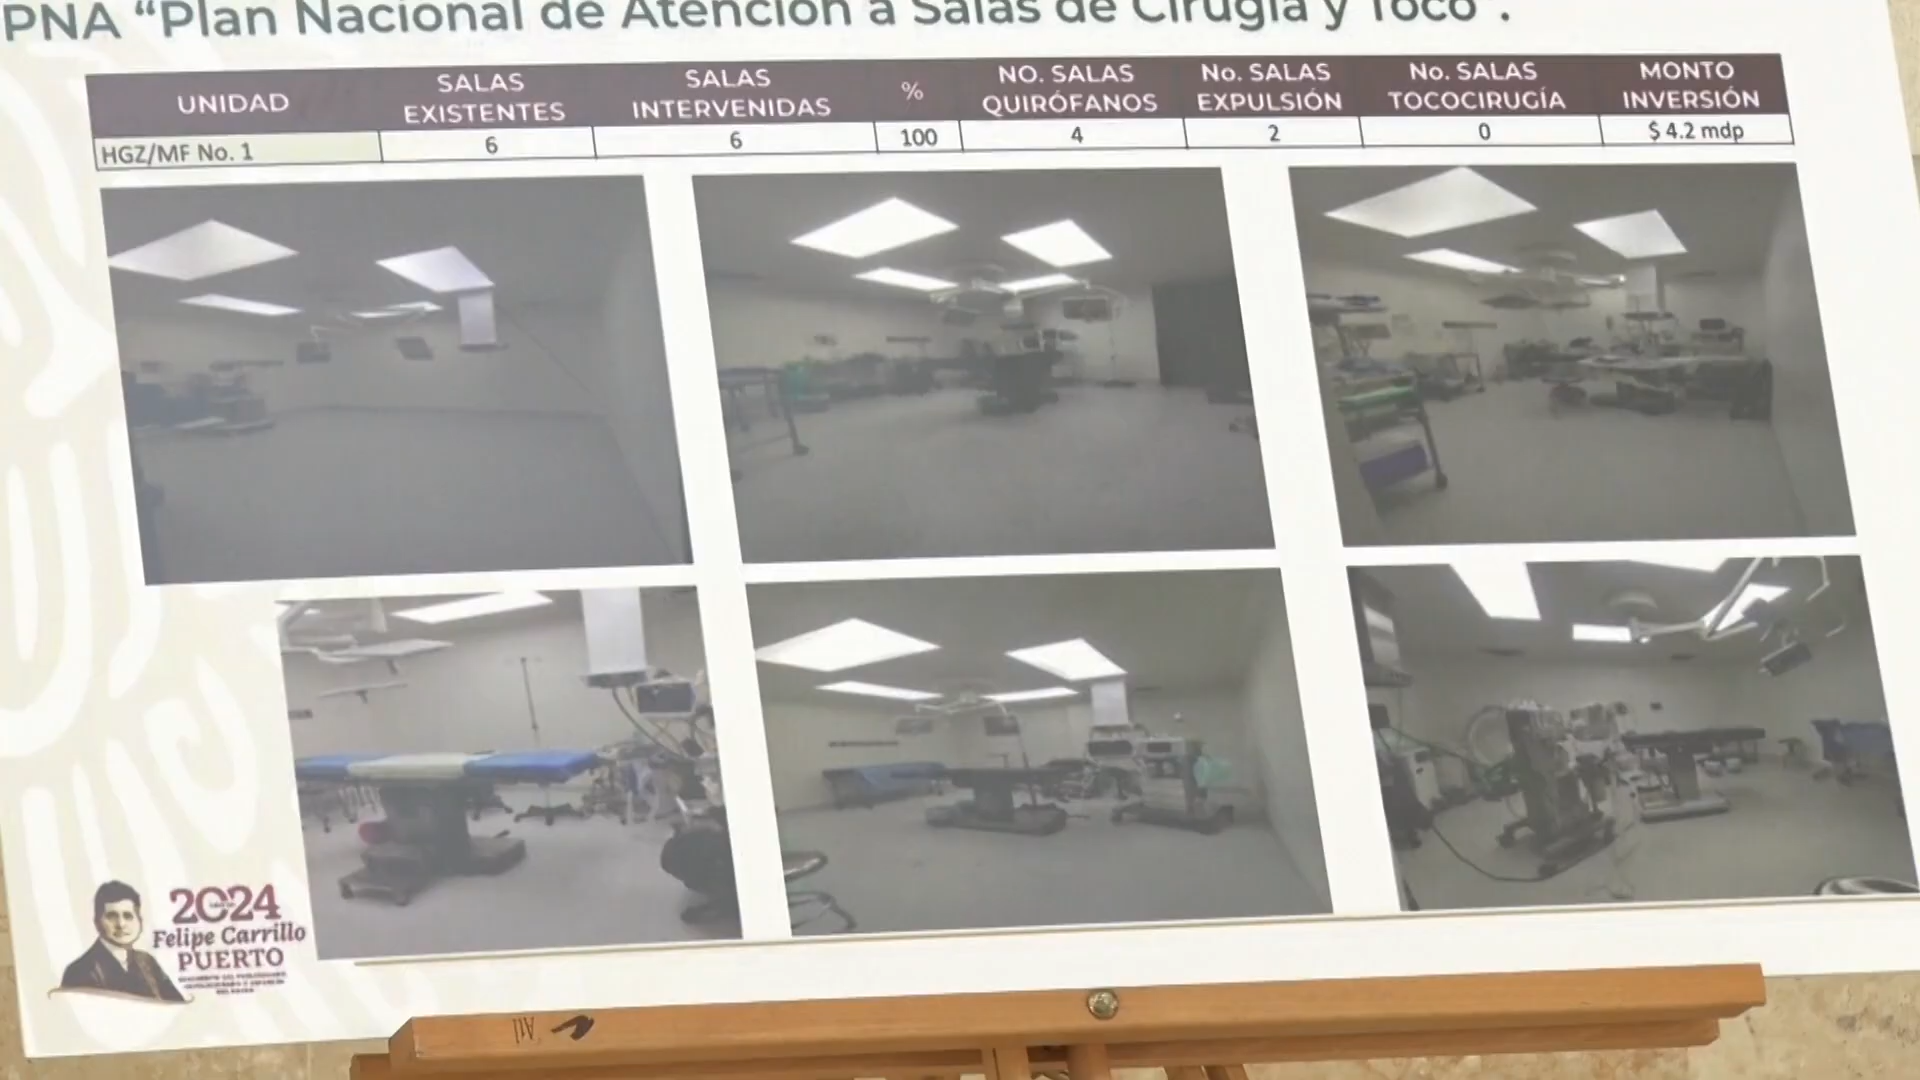 PNA “Plan Nacional de Atención a Salas de Cirugía y Toco”.
UNIDAD
SALAS EXISTENTES
SALAS INTERVENIDAS
%
NO. SALAS QUIRÓFANOS
No. SALAS EXPULSIÓN
No. SALAS TOCOCIRUGÍA
MONTO INVERSIÓN
HGZ/MF No. 1
6
6
100
4
2
0
$ 4.2 mdp
2024
Felipe Carrillo
PUERTO